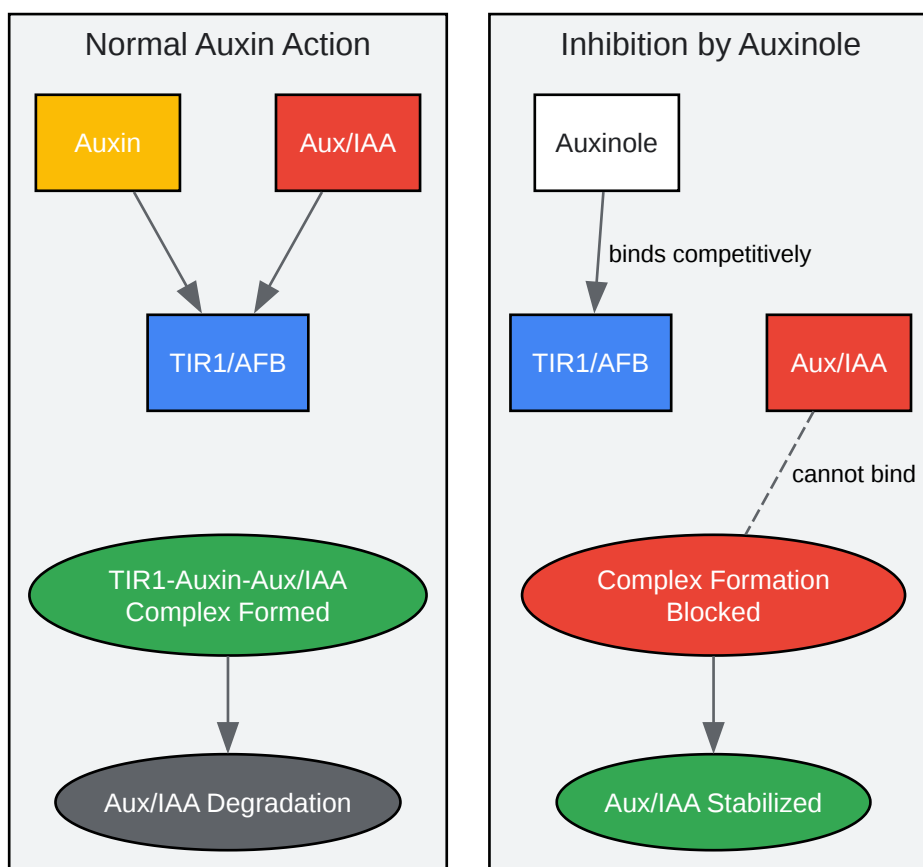 Normal Auxin Action
Auxin
Aux/IAA
TIR1/AFB
TIR1-Auxin-Aux/IAA
Complex Formed
Aux/IAA Degradation
Inhibition by Auxinole
Auxinole
binds competitively
TIR1/AFB
Aux/IAA
cannot bind
Complex Formation
Blocked
Aux/IAA Stabilized